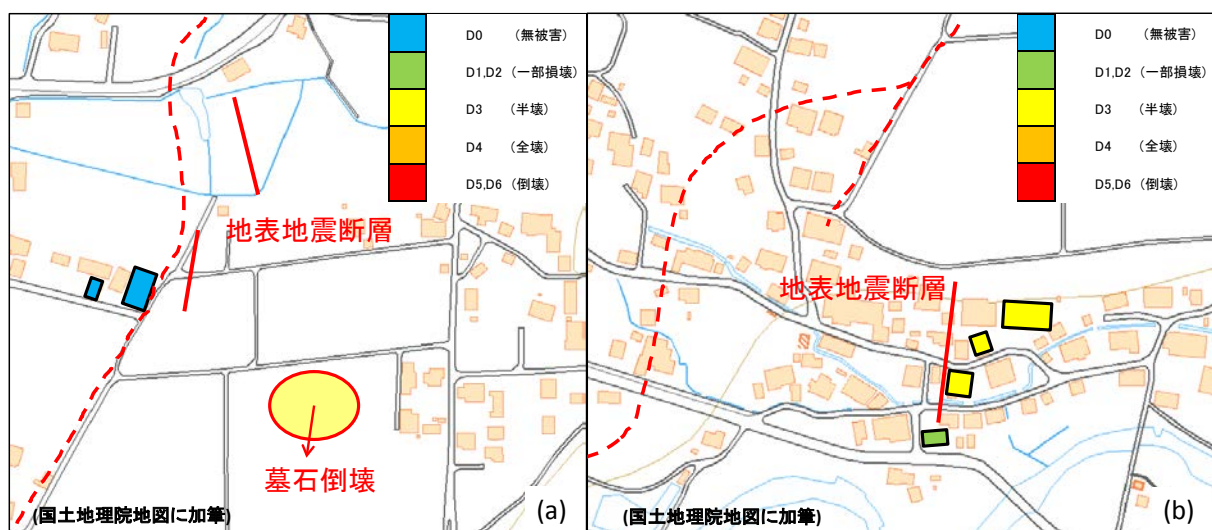 D0 （無被害）
D1,D2 （一部損壊）
D3 （半壊）
D4 （全壊）
D5,D6 （倒壊）
地表地震断層
墓石倒壊
(国土地理院地図に加筆)
(a)
D0 （無被害）
D1,D2 （一部損壊）
D3 （半壊）
D4 （全壊）
D5,D6 （倒壊）
地表地震断層
(国土地理院地図に加筆)
(b)